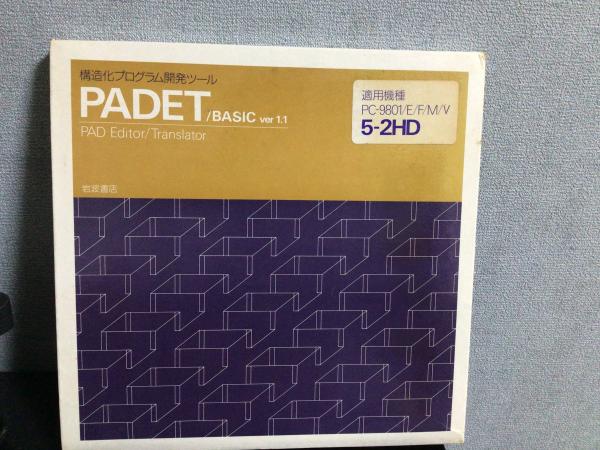 構造化プログラム開発ツール
PADET/BASIC ver 1.1
PAD Editor/Translator
適用機種
PC-9801/E/F/M/V
5-2HD
岩波書店